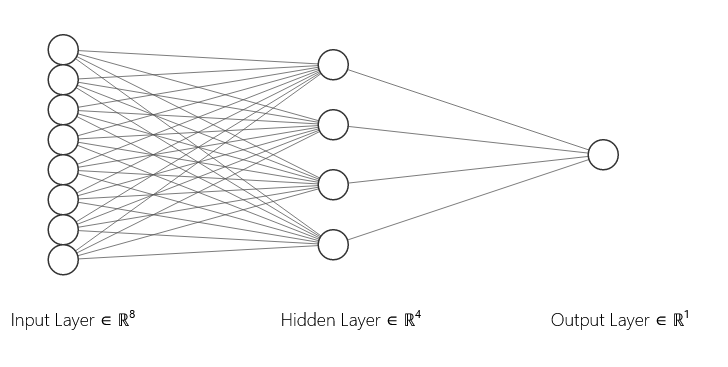 Input Layer ∈ ℝ⁸
Hidden Layer ∈ ℝ⁴
Output Layer ∈ ℝ¹